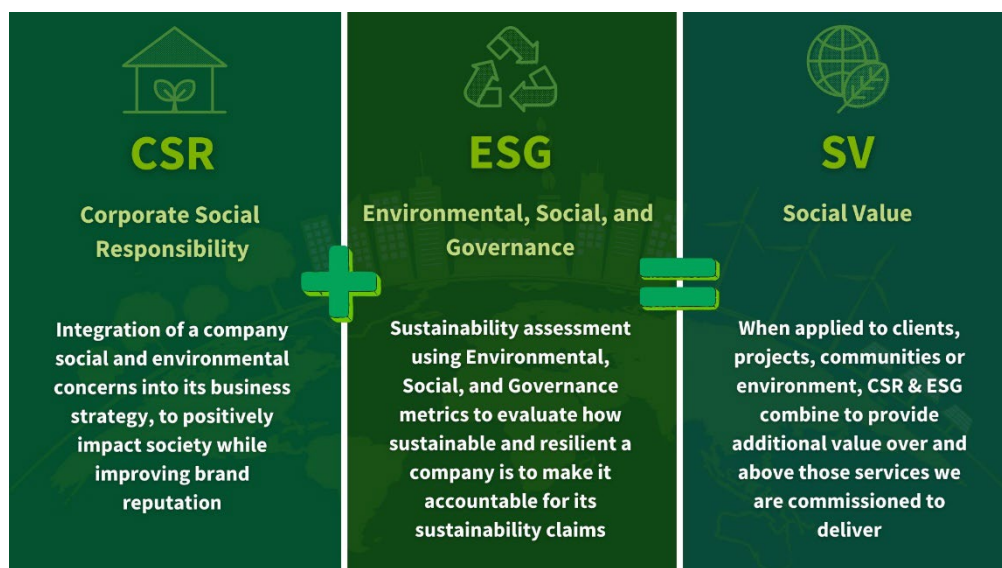 CSR
Corporate Social
Responsibility
Integration of a company
social and environmental
concerns into its business
strategy, to positively
impact society while
improving brand
reputation
+
ESG
Environmental, Social, and
Governance
Sustainability assessment
using Environmental,
Social, and Governance
metrics to evaluate how
sustainable and resilient a
company is to make it
accountable for its
sustainability claims
=
SV
Social Value
When applied to clients,
projects, communities or
environment, CSR & ESG
combine to provide
additional value over and
above those services we
are commissioned to
deliver